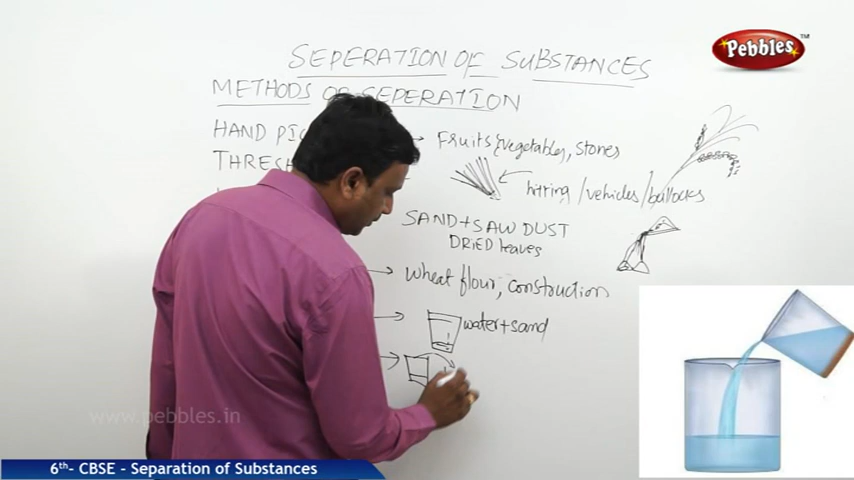 SEPERATION OF SUBSTANCES
METHODS OF SEPERATION
HAND PIC
Fruits & vegetables, stones
THRESH
hitting / vehicles / bullocks
SAND + SAW DUST
DRIED leaves
wheat flour, construction
water + sand
Pebbles
TM
www.pebbles.in
6th- CBSE - Separation of Substances